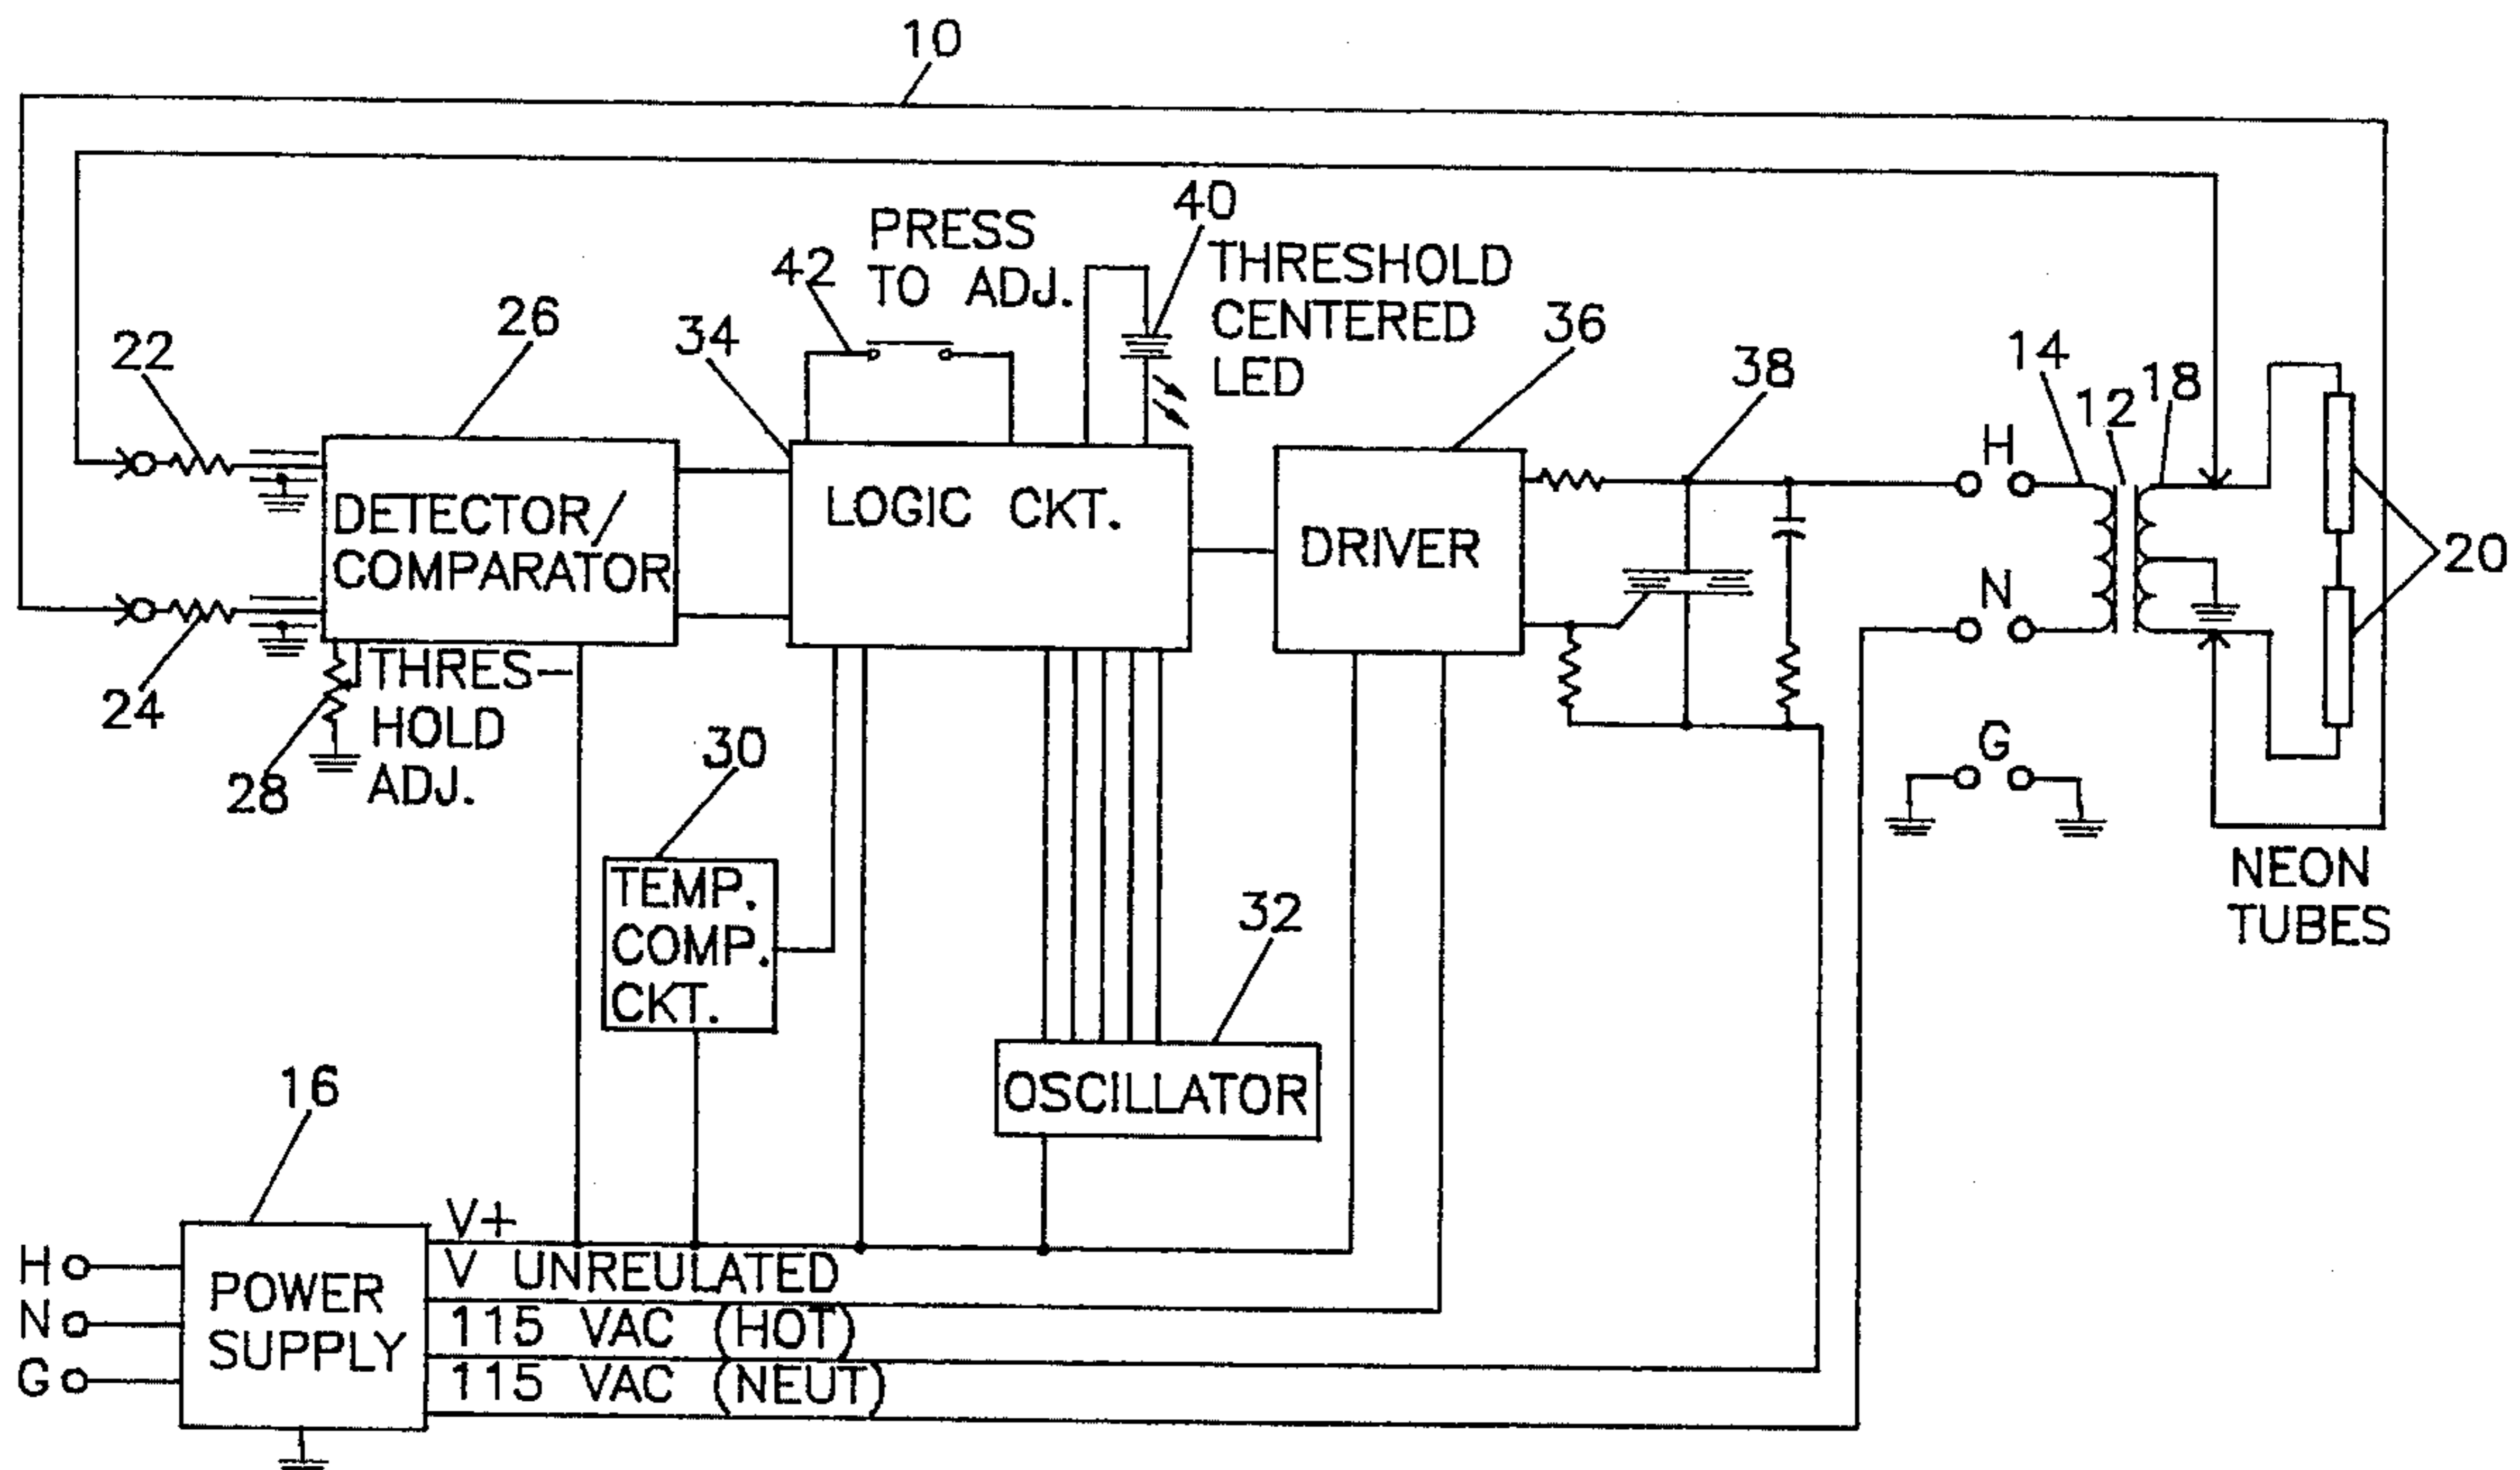 10
PRESS
TO ADJ.
42
40
THRESHOLD
CENTERED
LED
26
34
36
38
22
14
12
18
H
DETECTOR/
COMPARATOR
LOGIC CKT.
DRIVER
20
N
24
THRES-
HOLD
ADJ.
28
30
G
NEON
TUBES
TEMP.
COMP.
CKT.
32
OSCILLATOR
16
V+
H
N
G
POWER
SUPPLY
V UNREULATED
115 VAC (HOT)
115 VAC (NEUT)